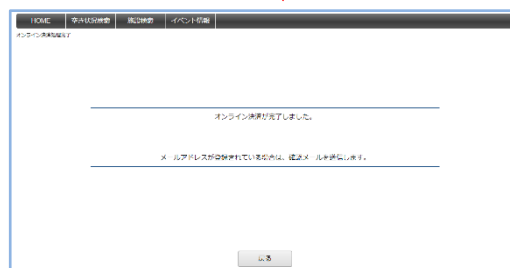 HOME 空き状況検索 施設検索 イベント情報
オンライン決済処理完了
オンライン決済が完了しました。
メールアドレスが登録されている場合は、確認メールを送信します。
戻る